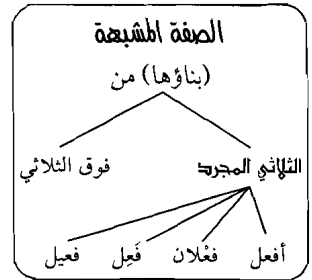 الصفة المشبهة
(بناؤها) من
الثلاثي المجرد فوق الثلاثي
أفعل فعْلان فَعِل فعيل